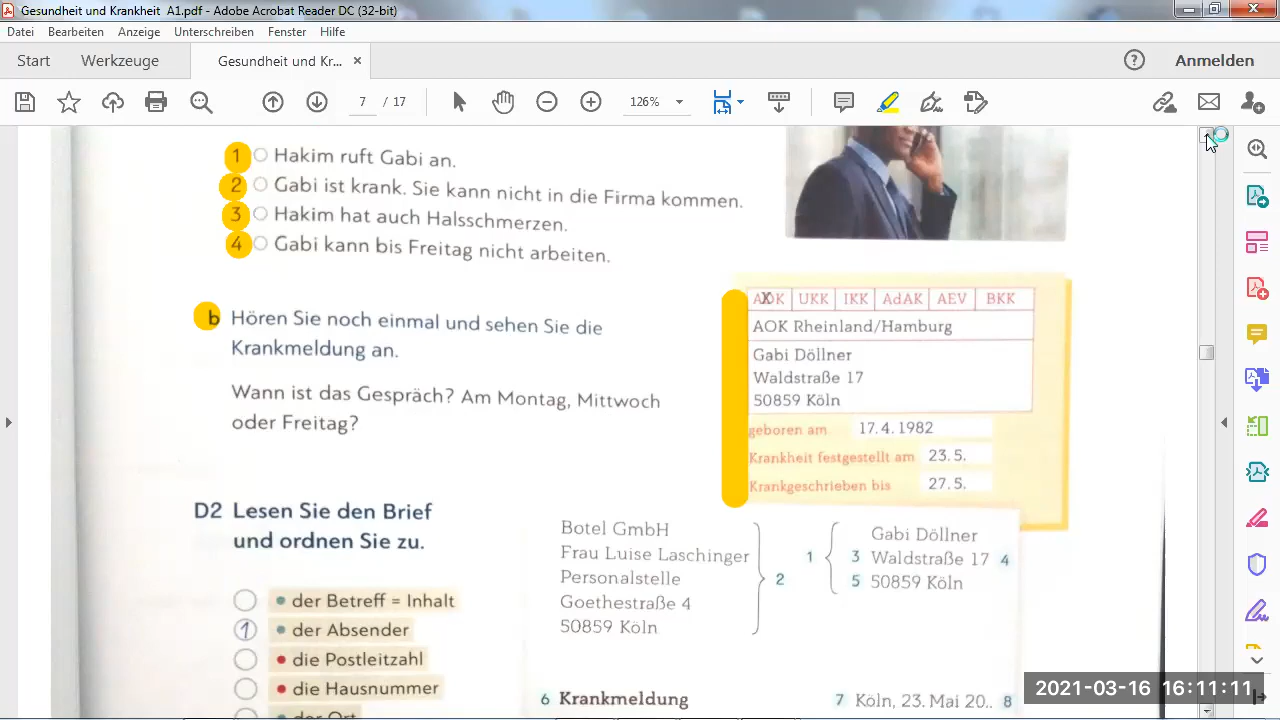 Gesundheit und Krankheit A1.pdf - Adobe Acrobat Reader DC (32-bit)
Datei Bearbeiten Anzeige Unterschreiben Fenster Hilfe
Start Werkzeuge Gesundheit und Kr... × Anmelden
7 / 17 126%
1 Hakim ruft Gabi an.
2 Gabi ist krank. Sie kann nicht in die Firma kommen.
3 Hakim hat auch Halsschmerzen.
4 Gabi kann bis Freitag nicht arbeiten.
b Hören Sie noch einmal und sehen Sie die
Krankmeldung an.
Wann ist das Gespräch? Am Montag, Mittwoch
oder Freitag?
AOK UKK IKK AdAK AEV BKK
X
AOK Rheinland/Hamburg
Gabi Döllner
Waldstraße 17
50859 Köln
geboren am 17.4.1982
Krankheit festgestellt am 23.5.
Krankgeschrieben bis 27.5.
D2 Lesen Sie den Brief
und ordnen Sie zu.
der Betreff = Inhalt
1 der Absender
die Postleitzahl
die Hausnummer
der Ort
Botel GmbH
Frau Luise Laschinger
Personalstelle
Goethestraße 4
50859 Köln
2
1
Gabi Döllner
3 Waldstraße 17 4
5 50859 Köln
6 Krankmeldung
7 Köln, 23. Mai 20.. 8
2021-03-16 16:11:11